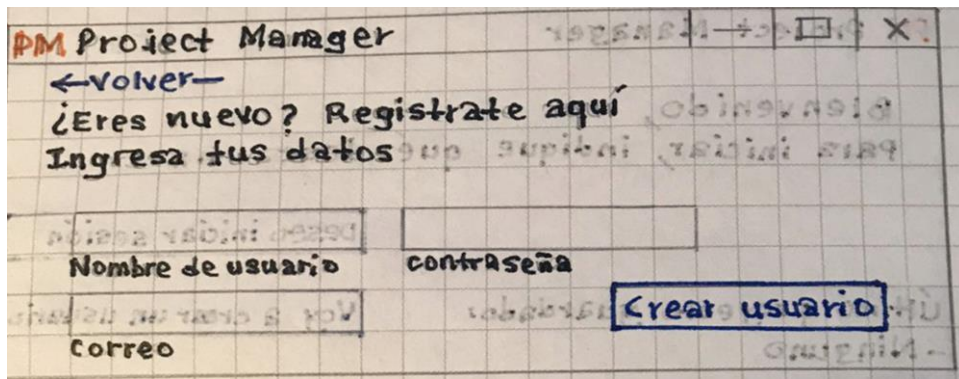 PM Project Manager — □ X
←Volver—
¿Eres nuevo? Registrate aquí
Ingresa tus datos
Nombre de usuario contraseña
Crear usuario
correo